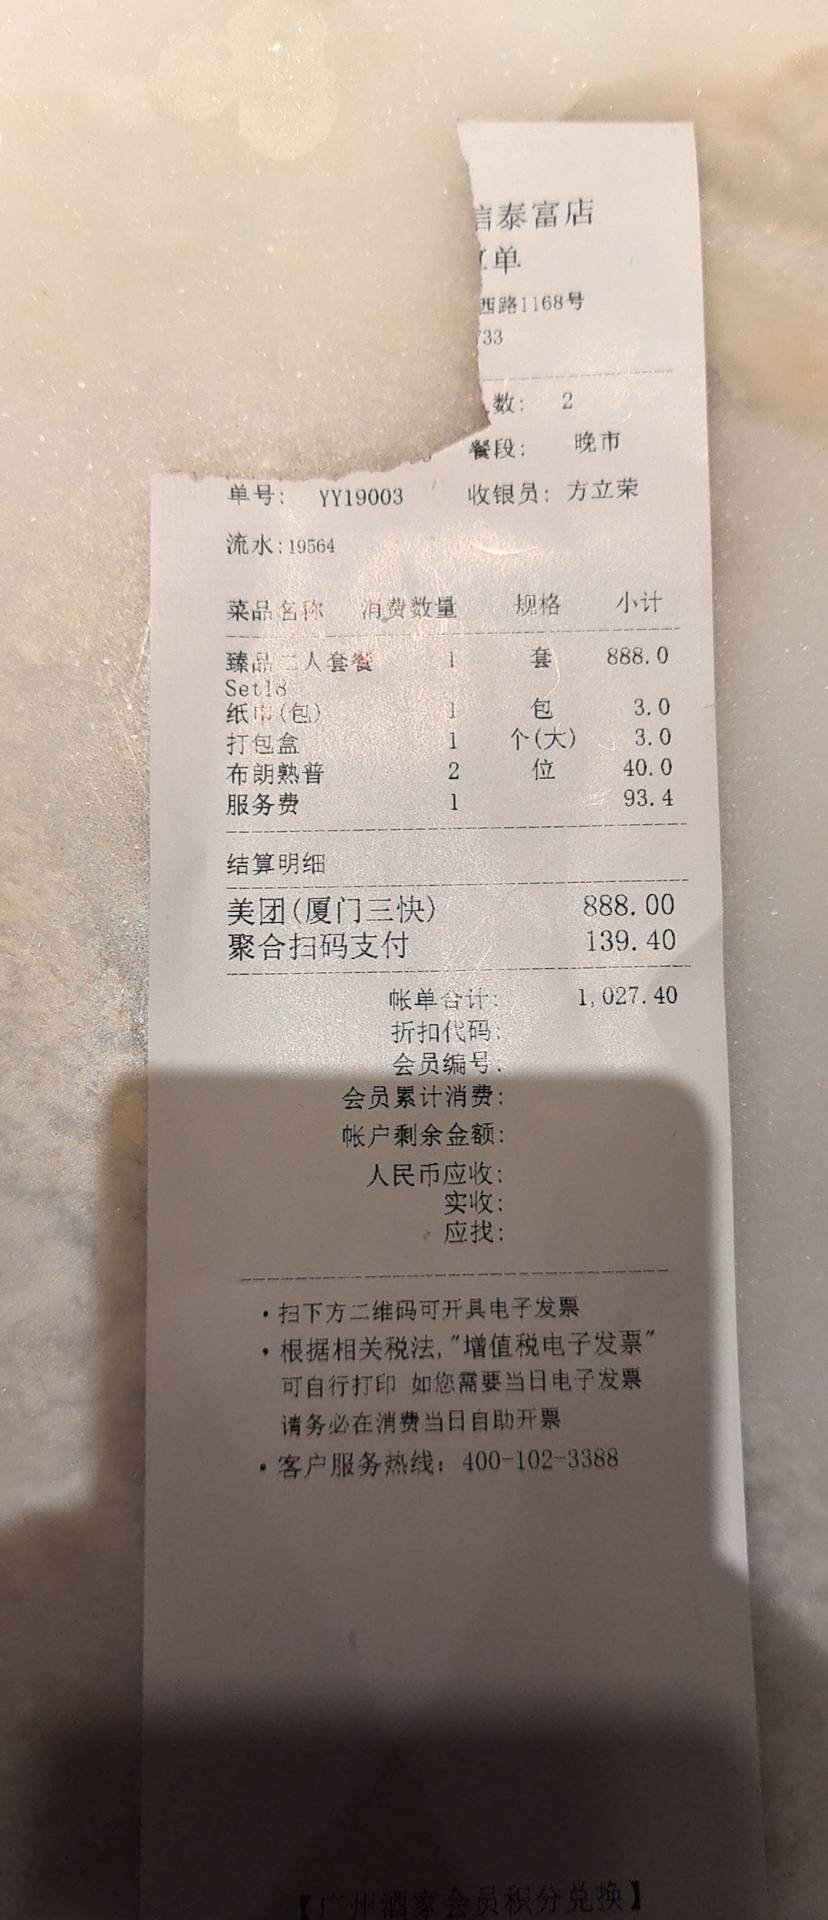 信泰富店
单
西路1168号
733
数: 2
餐段: 晚市
单号: YY19003 收银员: 方立荣
流水:19564
菜品名称 消费数量 规格 小计
臻品二人套餐 1 套 888.0
Set18
纸巾(包) 1 包 3.0
打包盒 1 个(大) 3.0
布朗熟普 2 位 40.0
服务费 1 93.4
结算明细
美团(厦门三快) 888.00
聚合扫码支付 139.40
帐单合计: 1,027.40
折扣代码:
会员编号:
会员累计消费:
帐户剩余金额:
人民币应收:
实收:
应找:
·扫下方二维码可开具电子发票
·根据相关税法,"增值税电子发票"
可自行打印 如您需要当日电子发票
请务必在消费当日自助开票
·客户服务热线: 400-102-3388
【广州酒家会员积分兑换】